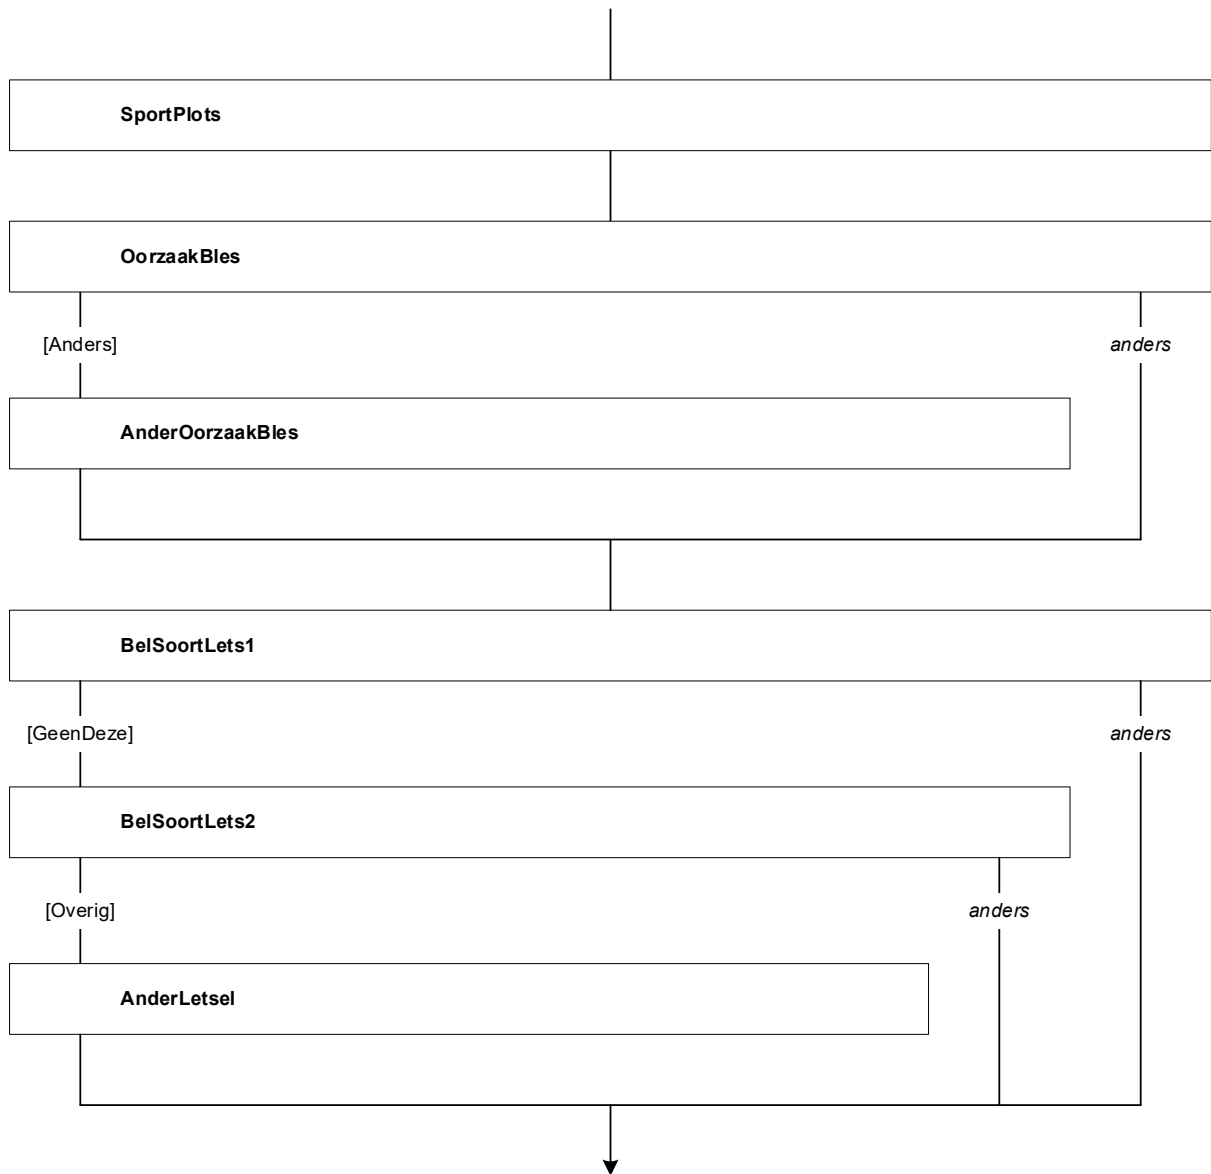 SportPlots
OorzaakBles
[Anders]
anders
AnderOorzaakBles
BelSoortLets1
[GeenDeze]
anders
BelSoortLets2
[Overig]
anders
AnderLetsel